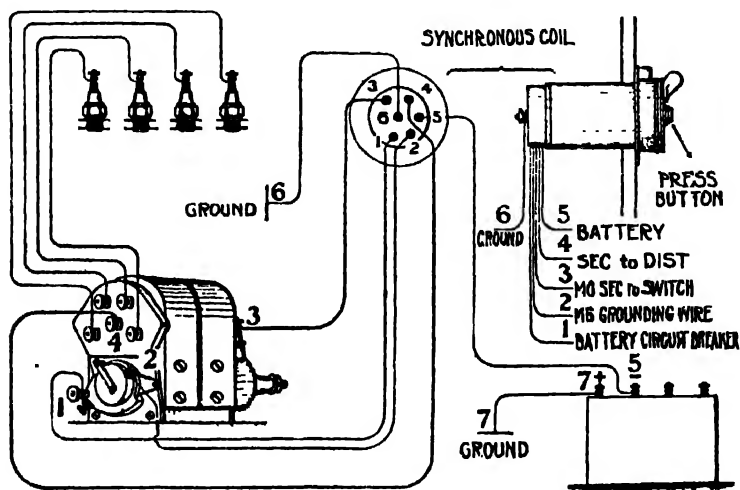 SYNCHRONOUS COIL
3 4
6 5
1 2
PRESS
BUTTON
6
GROUND
6
GROUND
5 BATTERY
4 SEC to DIST
3 MO SEC to SWITCH
2 MB GROUNDING WIRE
1 BATTERY CIRCUIT BREAKER
3
4
2
1
7 + 5 -
7
GROUND